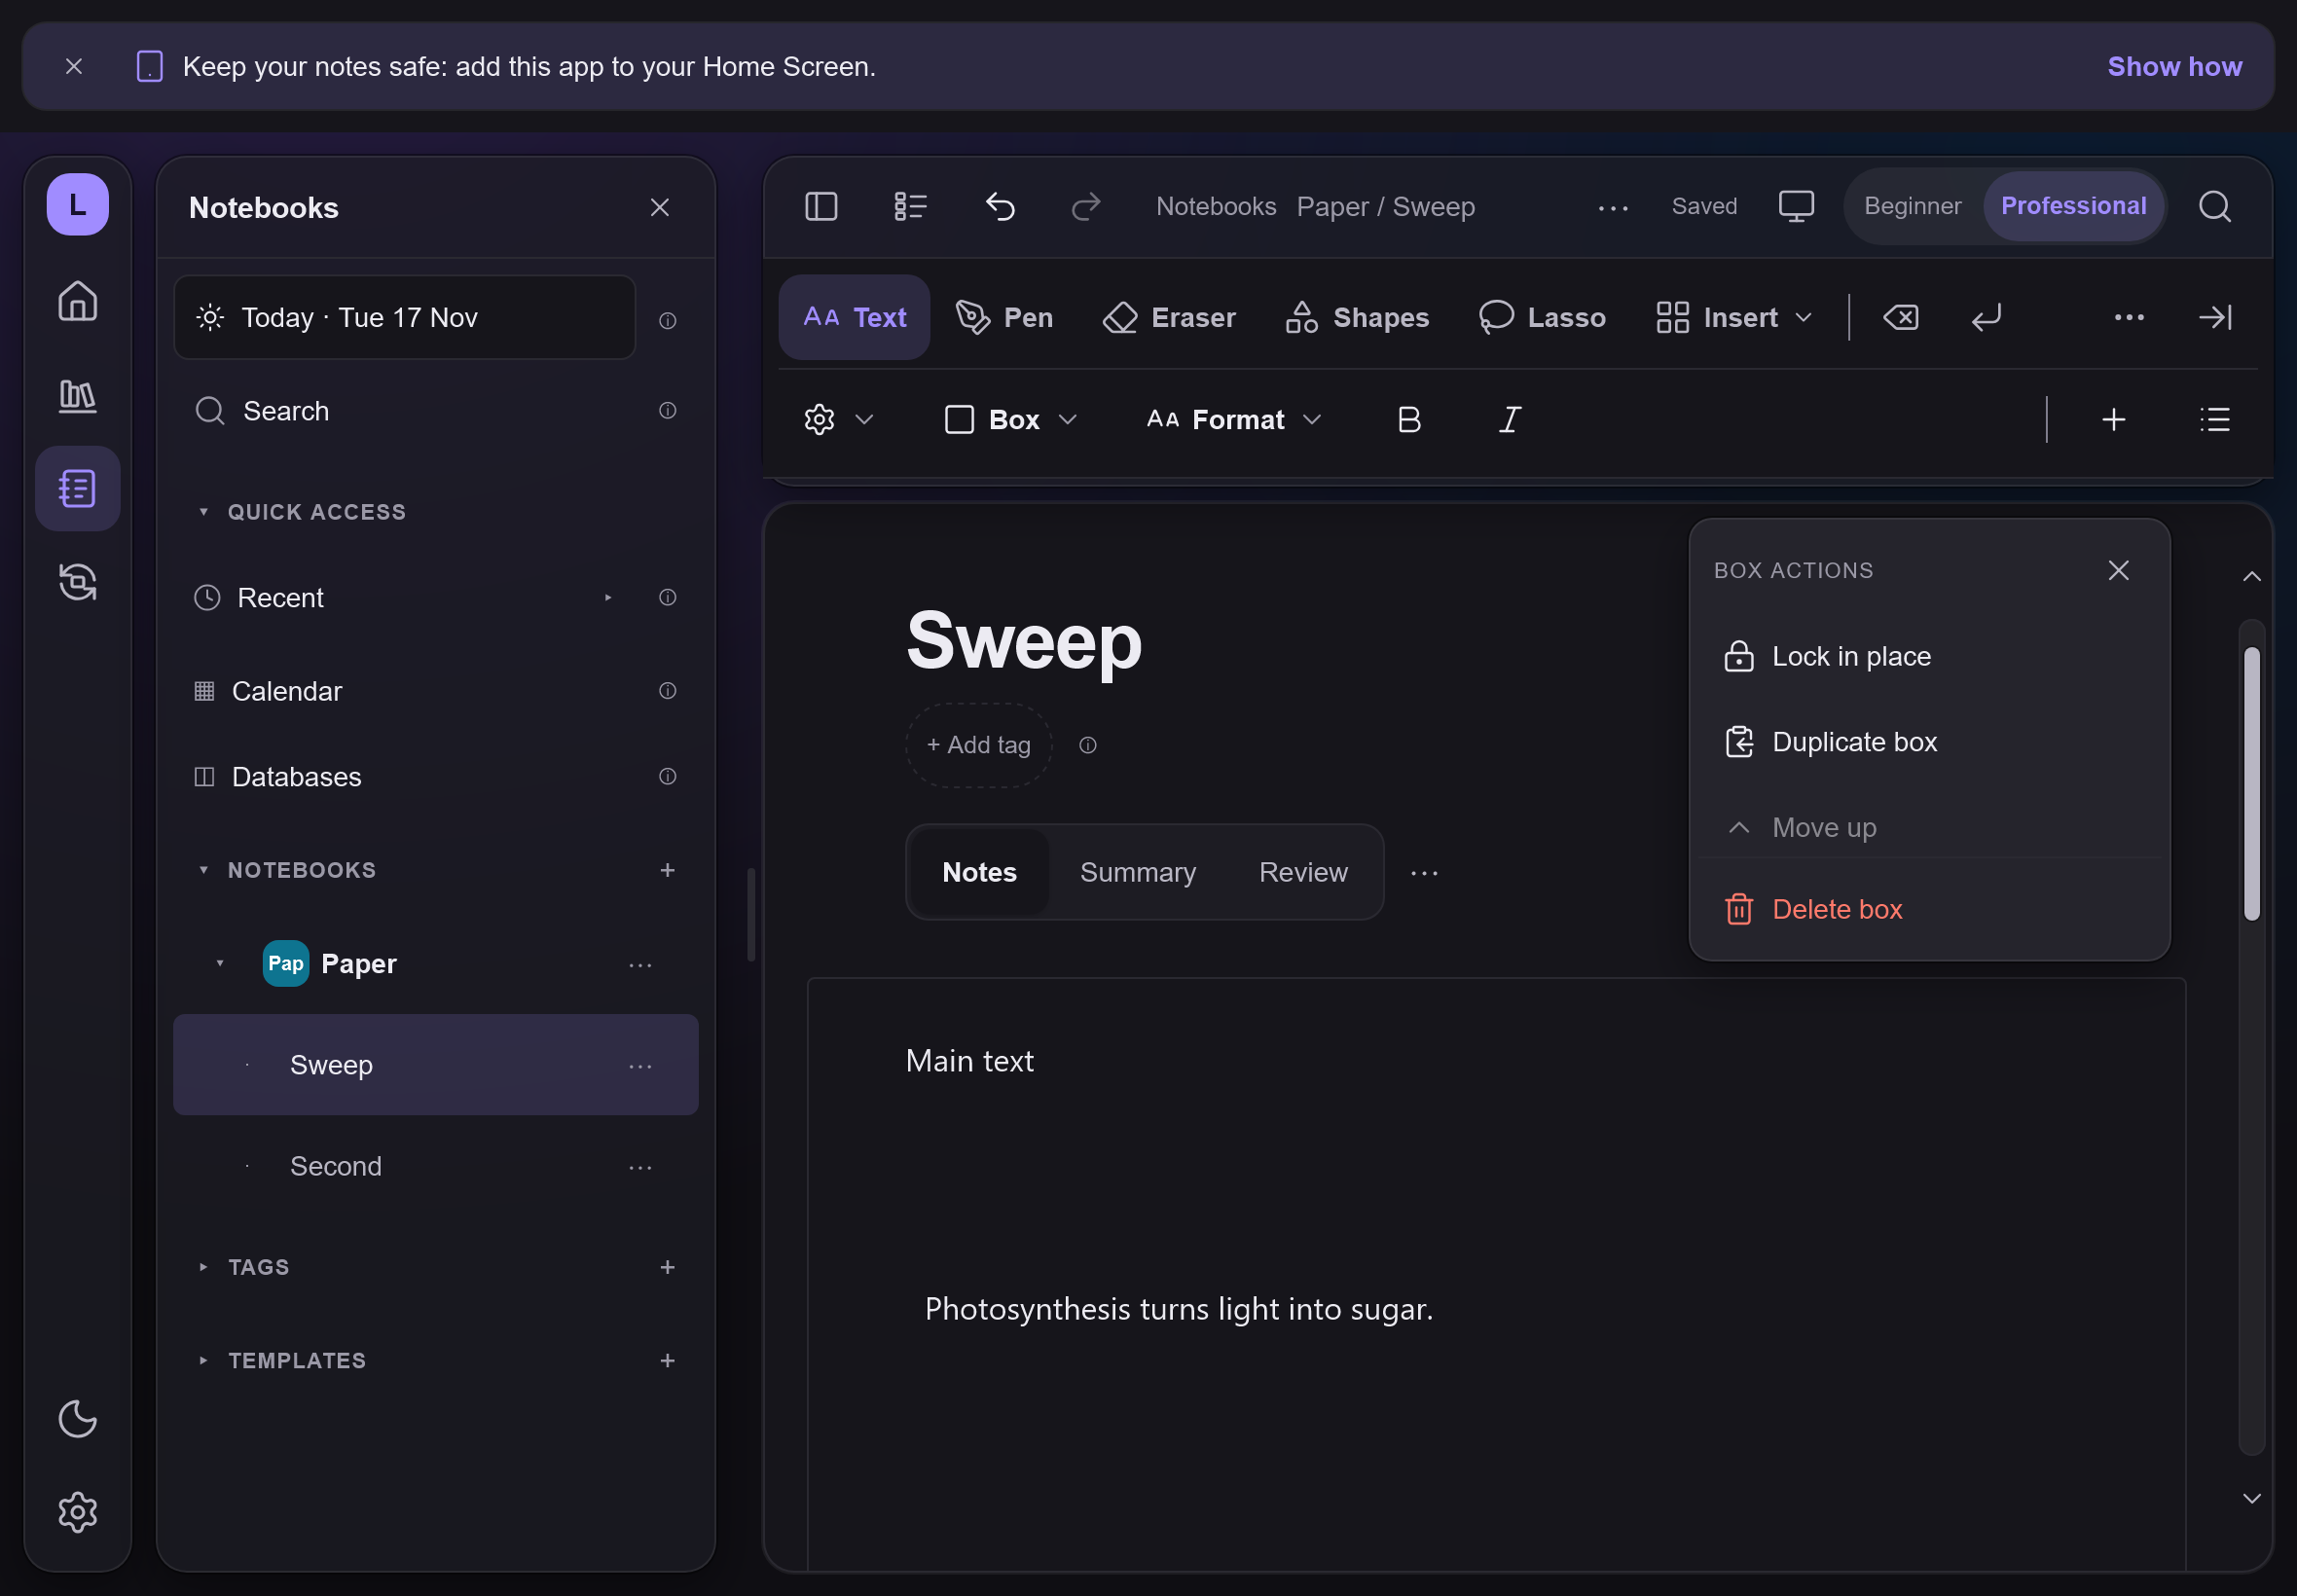 Keep your notes safe: add this app to your Home Screen.
Show how
L
Notebooks
Today · Tue 17 Nov
Search
QUICK ACCESS
Recent
Calendar
Databases
NOTEBOOKS
Pap Paper
Sweep
Second
TAGS
TEMPLATES
Notebooks Paper / Sweep
Saved
Beginner Professional
Text Pen Eraser Shapes Lasso Insert
Box Format B I
Sweep
+ Add tag
Notes Summary Review
BOX ACTIONS
Lock in place
Duplicate box
Move up
Delete box
Main text
Photosynthesis turns light into sugar.